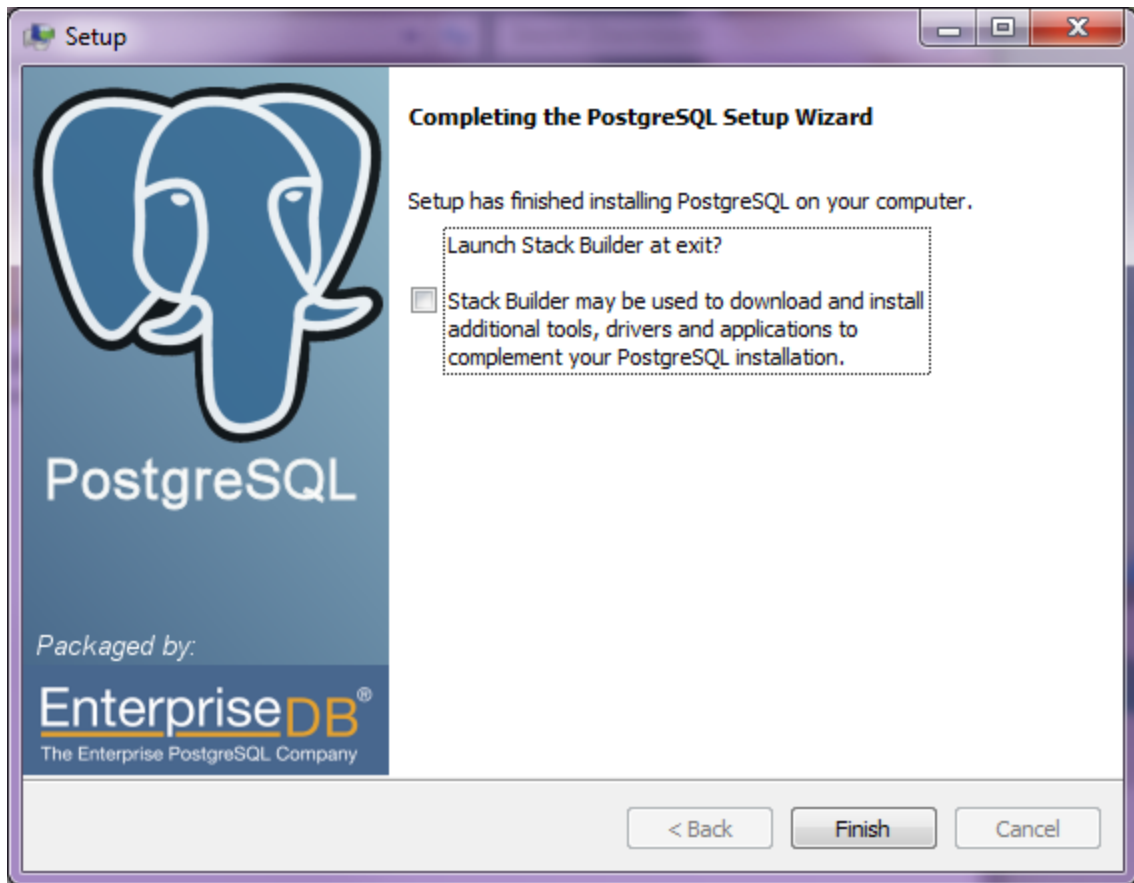 Setup
Completing the PostgreSQL Setup Wizard
Setup has finished installing PostgreSQL on your computer.
Launch Stack Builder at exit?
Stack Builder may be used to download and install
additional tools, drivers and applications to
complement your PostgreSQL installation.
PostgreSQL
Packaged by:
EnterpriseDB®
The Enterprise PostgreSQL Company
< Back
Finish
Cancel